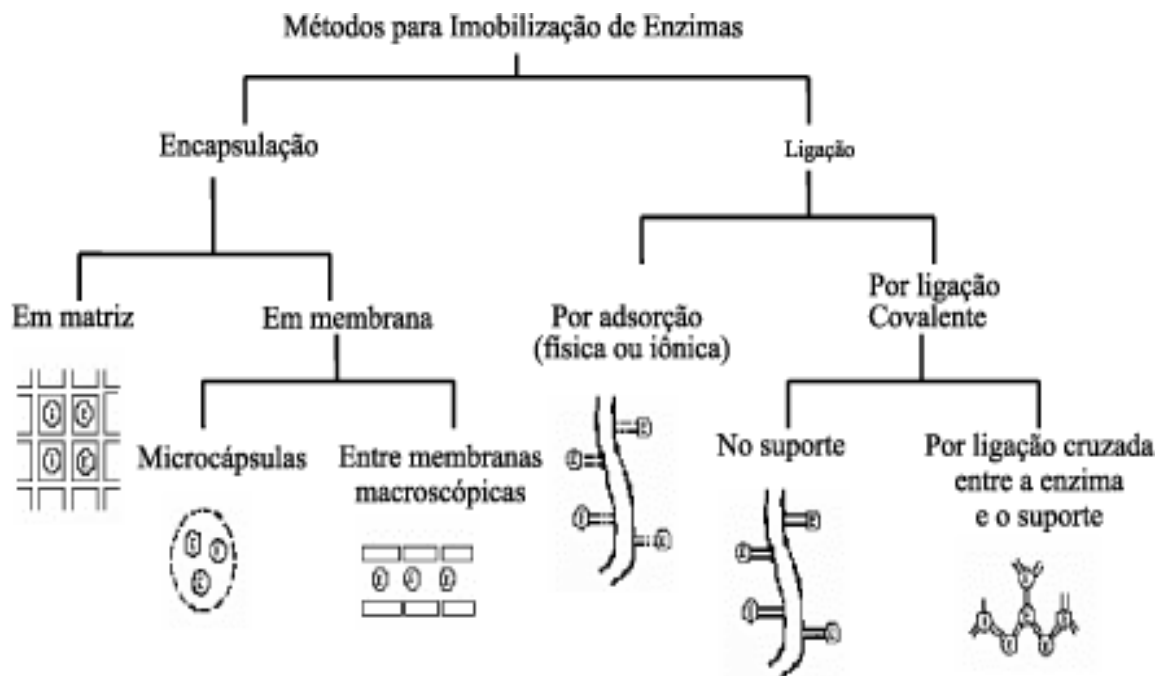 Métodos para Imobilização de Enzimas
Encapsulação
Ligação
Em matriz
Em membrana
Por adsorção
(física ou iônica)
Por ligação
Covalente
Microcápsulas
Entre membranas
macroscópicas
No suporte
Por ligação cruzada
entre a enzima
e o suporte